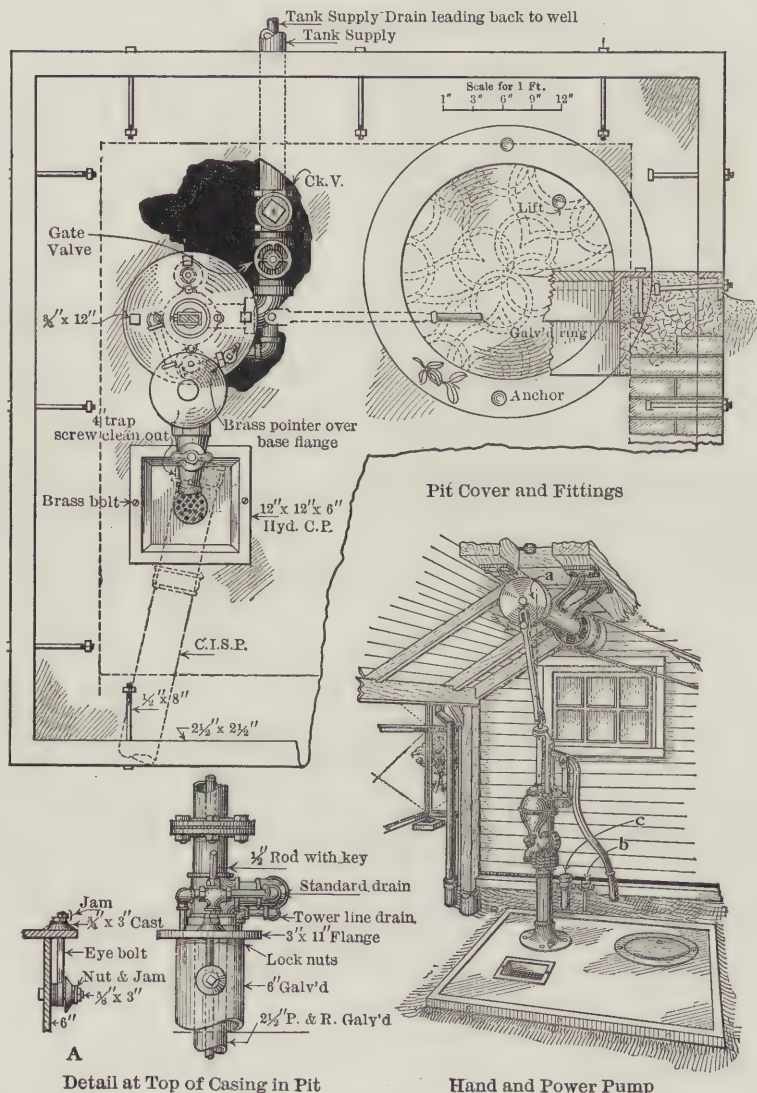 Tank Supply Drain leading back to well
Tank Supply
Scale for 1 Ft.
1" 3" 6" 9" 12"
Ck.V.
Gate
Valve
Lift
⅝" x 12"
Galv'd ring
Anchor
Brass pointer over
base flange
4" trap
screw clean out
Brass bolt
12" x 12" x 6"
Hyd. C.P.
Pit Cover and Fittings
C.I.S.P.
½" x 8"
2½" x 2½"
a
c
b
½" Rod with key
Standard drain
Tower line drain
3" x 11" Flange
Lock nuts
6" Galv'd
2½" P. & R. Galv'd
Jam
¾" x 3" Cast
Eye bolt
Nut & Jam
⅝" x 3"
6"
A
Detail at Top of Casing in Pit
Hand and Power Pump